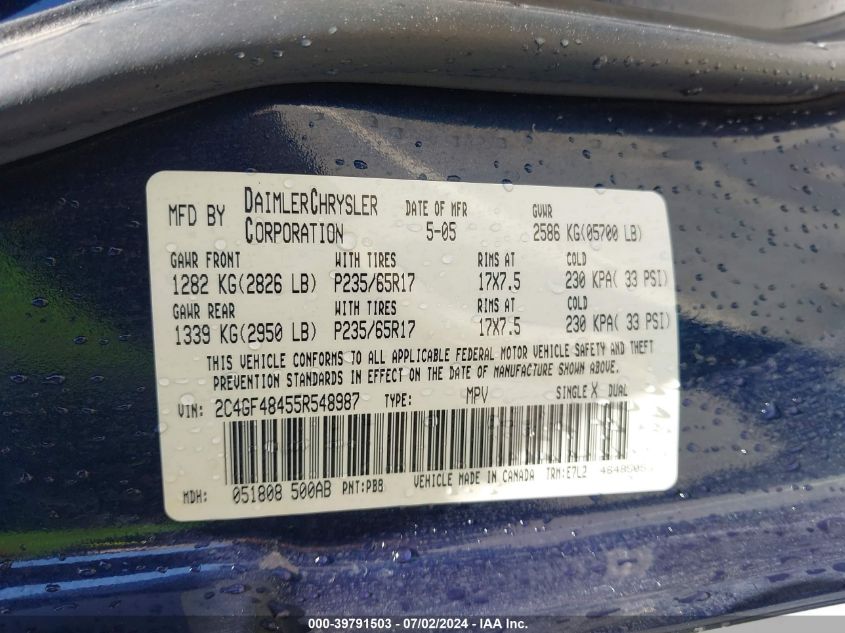 MFD BY DAIMLERCHRYSLER CORPORATION DATE OF MFR 5-05 GVWR 2586 KG(05700 LB)
GAWR FRONT WITH TIRES RIMS AT COLD
1282 KG(2826 LB) P235/65R17 17X7.5 230 KPA( 33 PSI)
GAWR REAR WITH TIRES RIMS AT COLD
1339 KG(2950 LB) P235/65R17 17X7.5 230 KPA( 33 PSI)
THIS VEHICLE CONFORMS TO ALL APPLICABLE FEDERAL MOTOR VEHICLE SAFETY AND THEFT
PREVENTION STANDARDS IN EFFECT ON THE DATE OF MANUFACTURE SHOWN ABOVE.
VIN: 2C4GF48455R548987 TYPE: MPV SINGLE X DUAL
MDH: 051808 500AB PNT:PB8 VEHICLE MADE IN CANADA TRM:E7L2
000-39791503 - 07/02/2024 - IAA Inc.